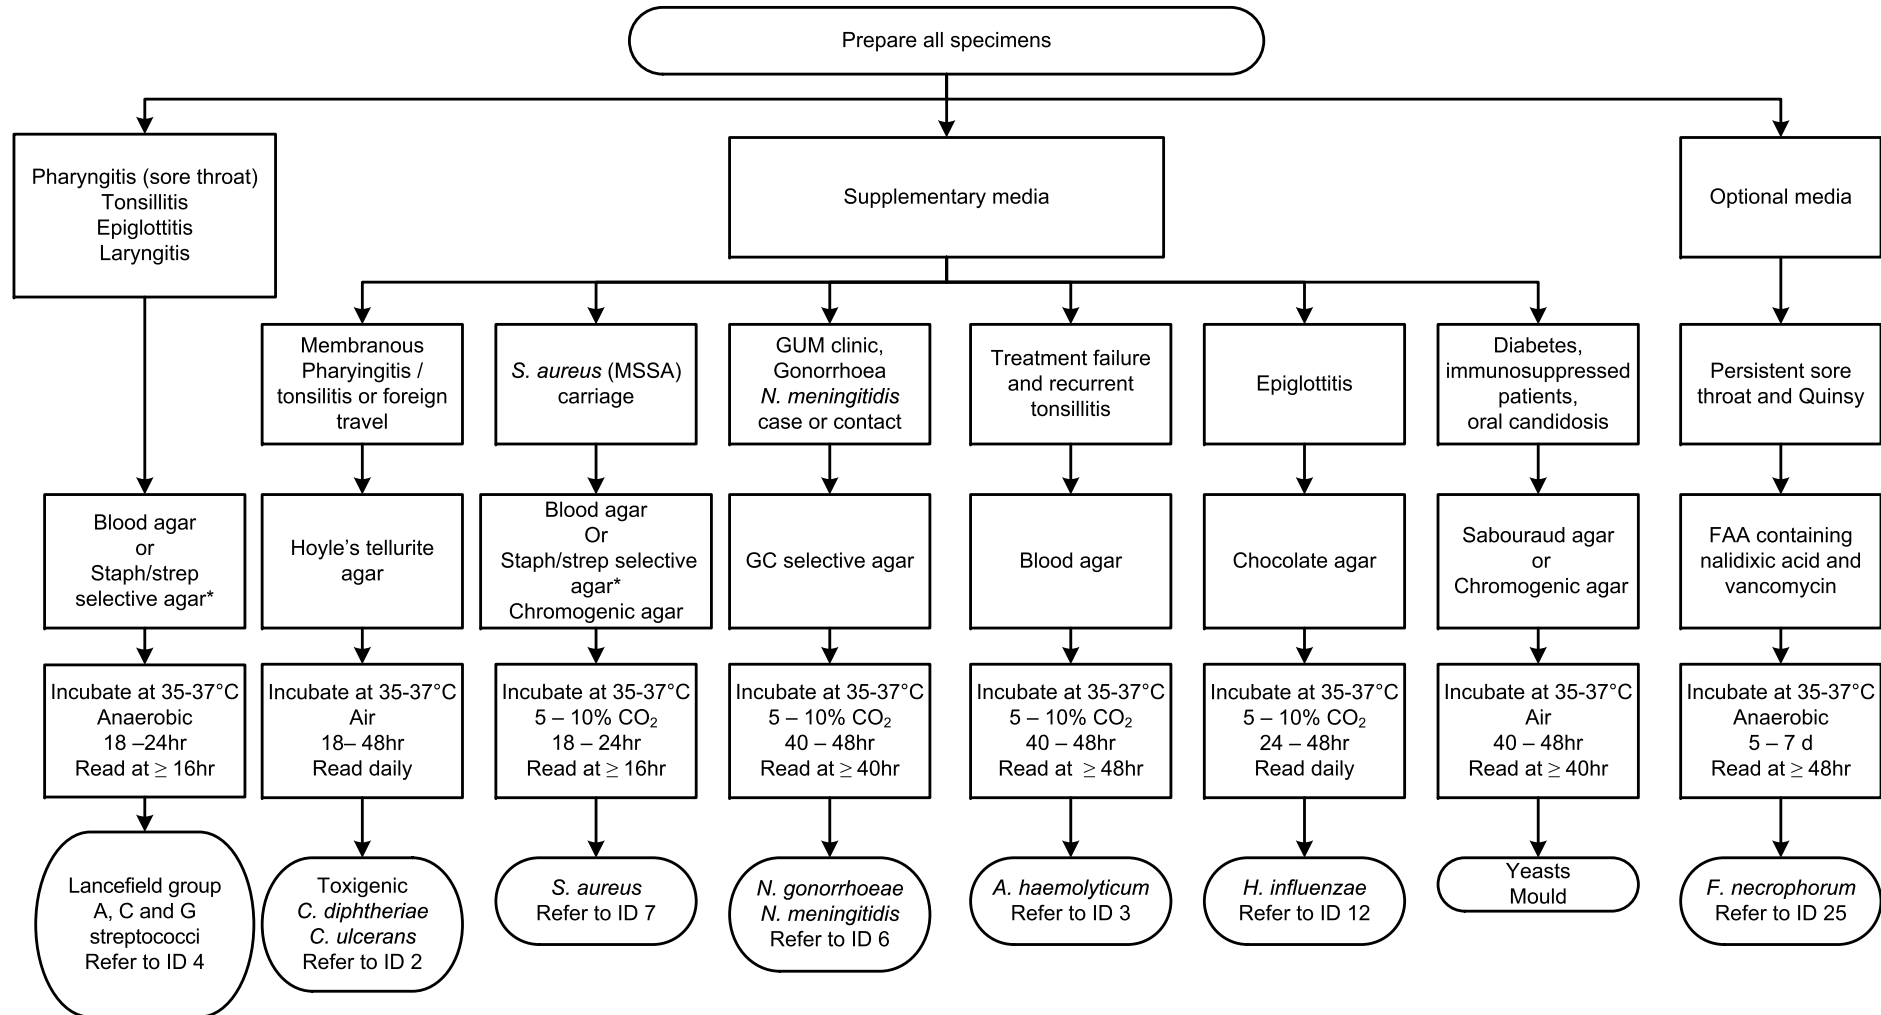 Prepare all specimens
Pharyngitis (sore throat)
Tonsillitis
Epiglottitis
Laryngitis
Supplementary media
Optional media
Membranous
Pharyingitis /
tonsilitis or foreign
travel
S. aureus (MSSA)
carriage
GUM clinic,
Gonorrhoea
N. meningitidis
case or contact
Treatment failure
and recurrent
tonsillitis
Epiglottitis
Diabetes,
immunosuppressed
patients,
oral candidosis
Persistent sore
throat and Quinsy
Blood agar
or
Staph/strep
selective agar*
Hoyle’s tellurite
agar
Blood agar
Or
Staph/strep selective
agar*
Chromogenic agar
GC selective agar
Blood agar
Chocolate agar
Sabouraud agar
or
Chromogenic agar
FAA containing
nalidixic acid and
vancomycin
Incubate at 35-37°C
Anaerobic
18 –24hr
Read at ≥ 16hr
Incubate at 35-37°C
Air
18– 48hr
Read daily
Incubate at 35-37°C
5 – 10% CO₂
18 – 24hr
Read at ≥ 16hr
Incubate at 35-37°C
5 – 10% CO₂
40 – 48hr
Read at ≥ 40hr
Incubate at 35-37°C
5 – 10% CO₂
40 – 48hr
Read at ≥ 48hr
Incubate at 35-37°C
5 – 10% CO₂
24 – 48hr
Read daily
Incubate at 35-37°C
Air
40 – 48hr
Read at ≥ 40hr
Incubate at 35-37°C
Anaerobic
5 – 7 d
Read at ≥ 48hr
Lancefield group
A, C and G
streptococci
Refer to ID 4
Toxigenic
C. diphtheriae
C. ulcerans
Refer to ID 2
S. aureus
Refer to ID 7
N. gonorrhoeae
N. meningitidis
Refer to ID 6
A. haemolyticum
Refer to ID 3
H. influenzae
Refer to ID 12
Yeasts
Mould
F. necrophorum
Refer to ID 25